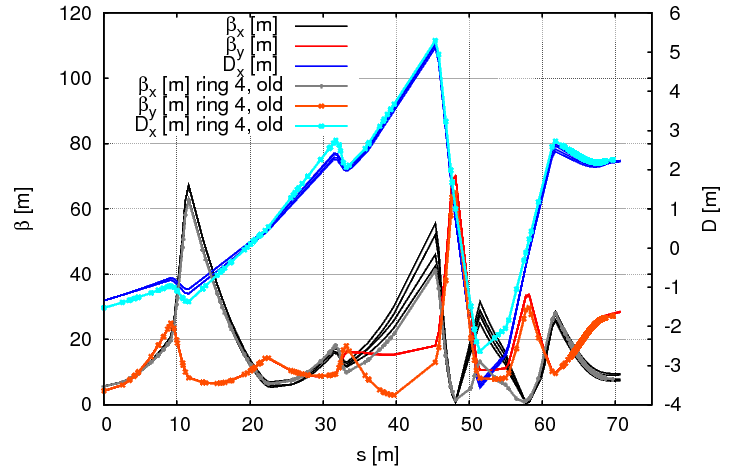 120
100
80
60
40
20
0
β [m]
6
5
4
3
2
1
0
-1
-2
-3
-4
D [m]
βx [m]
βy [m]
Dx [m]
βx [m] ring 4, old
βy [m] ring 4, old
Dx [m] ring 4, old
0 10 20 30 40 50 60 70
s [m]